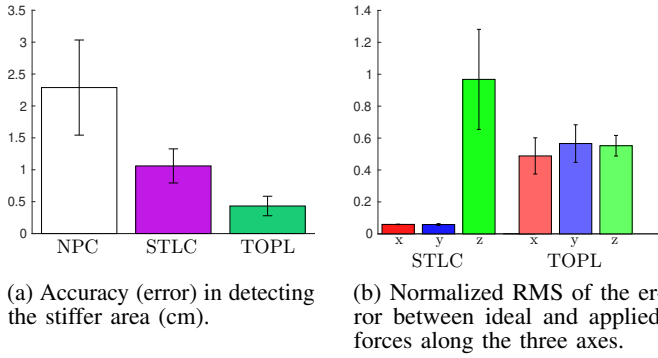 3.5
3
2.5
2
1.5
1
0.5
0
NPC STLC TOPL
(a) Accuracy (error) in detecting
the stiffer area (cm).
1.4
1.2
1
0.8
0.6
0.4
0.2
0
x y z x y z
STLC TOPL
(b) Normalized RMS of the er-
ror between ideal and applied
forces along the three axes.